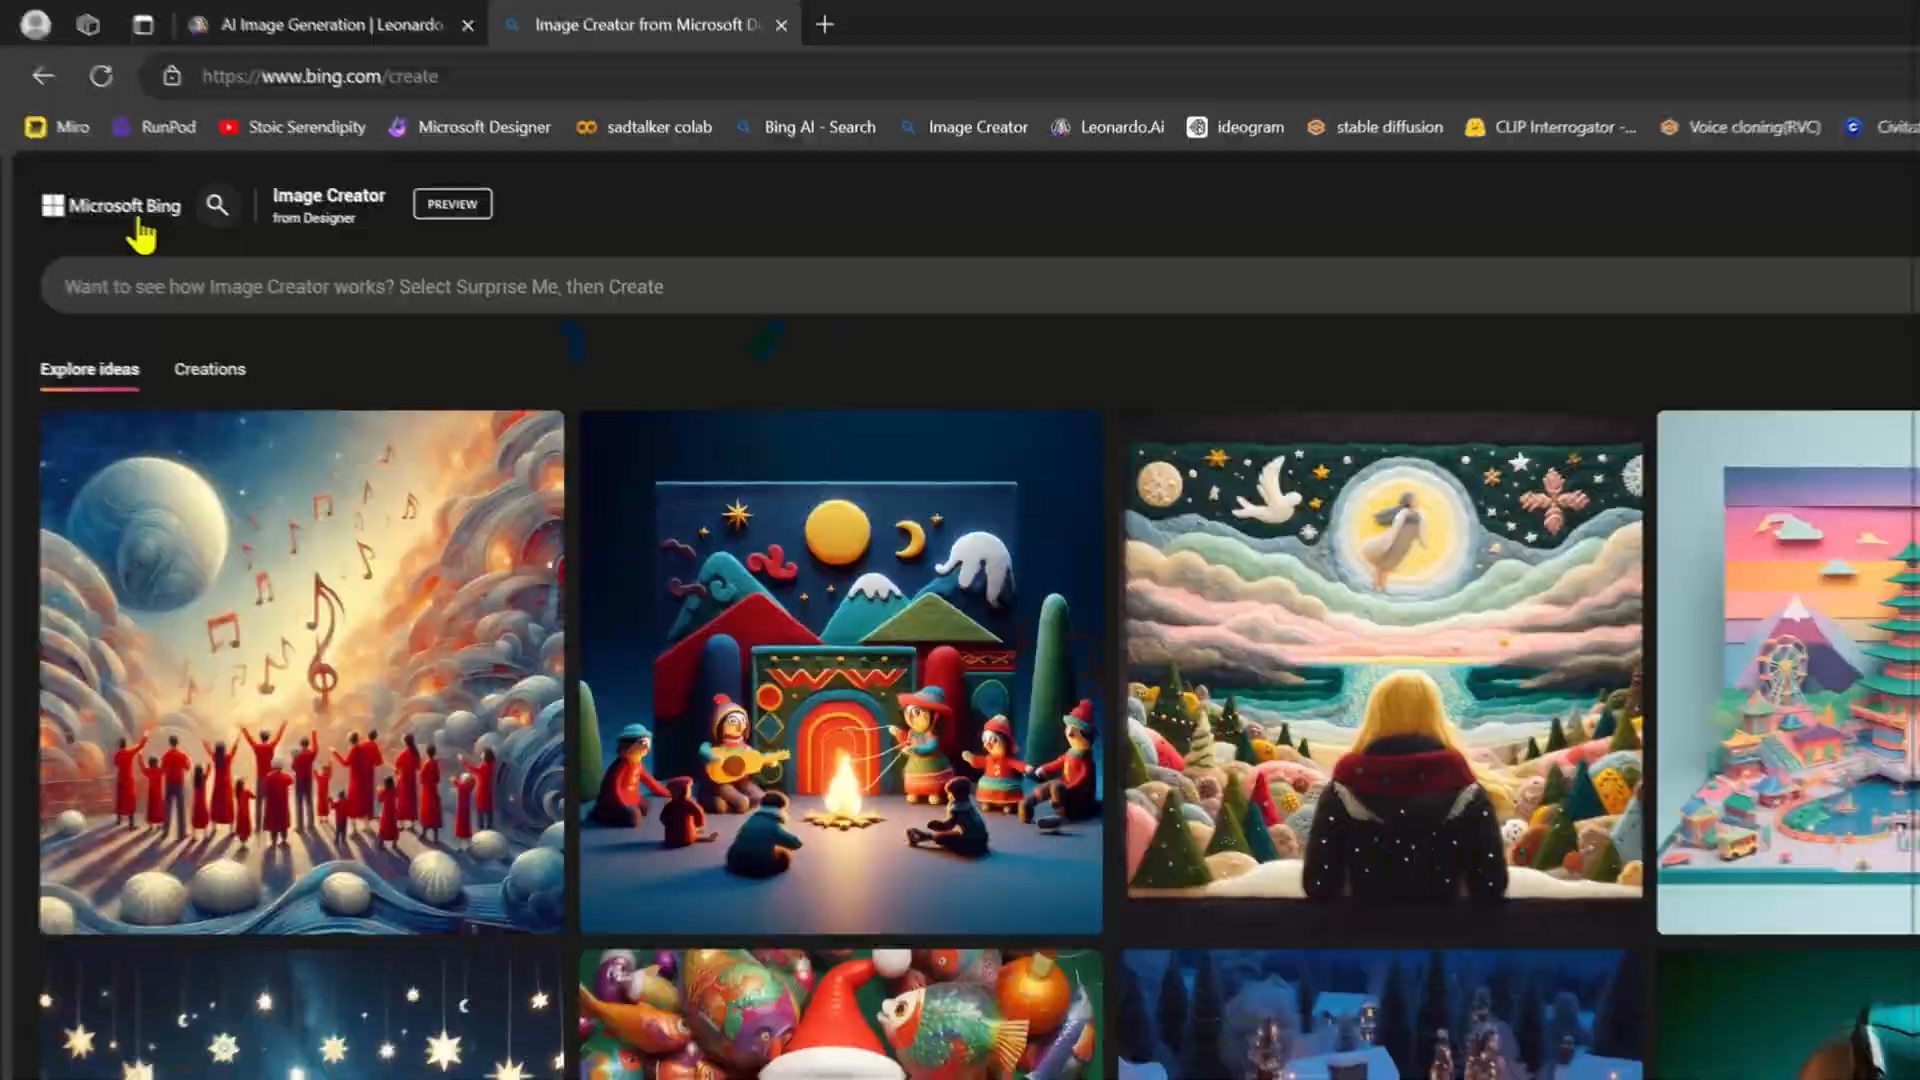 AI Image Generation | Leonardo
Image Creator from Microsoft D
https://www.bing.com/create
Miro
RunPod
Stoic Serendipity
Microsoft Designer
sadtalker colab
Bing AI - Search
Image Creator
Leonardo.Ai
ideogram
stable diffusion
CLIP Interrogator -...
Voice cloning(RVC)
Civita
Microsoft Bing
Image Creator
from Designer
PREVIEW
Want to see how Image Creator works? Select Surprise Me, then Create
Explore ideas
Creations